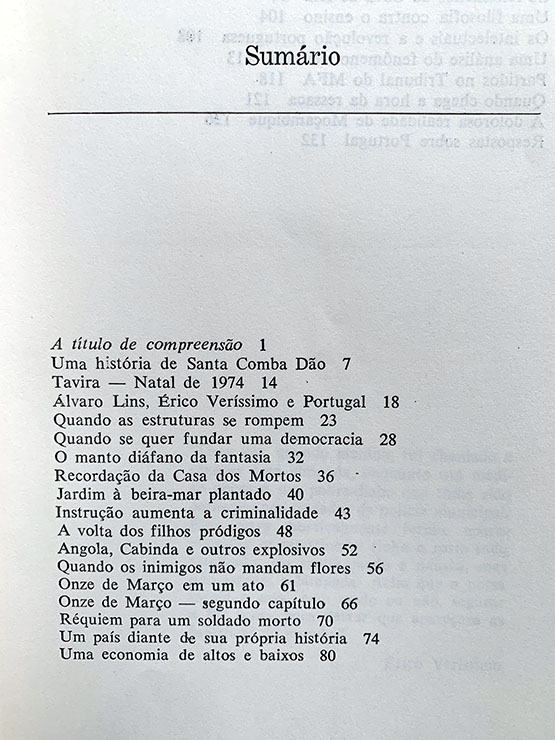 Sumário
A título de compreensão 1
Uma história de Santa Comba Dão 7
Tavira — Natal de 1974 14
Álvaro Lins, Érico Veríssimo e Portugal 18
Quando as estruturas se rompem 23
Quando se quer fundar uma democracia 28
O manto diáfano da fantasia 32
Recordação da Casa dos Mortos 36
Jardim à beira-mar plantado 40
Instrução aumenta a criminalidade 43
A volta dos filhos pródigos 48
Angola, Cabinda e outros explosivos 52
Quando os inimigos não mandam flores 56
Onze de Março em um ato 61
Onze de Março — segundo capítulo 66
Réquiem para um soldado morto 70
Um país diante de sua própria história 74
Uma economia de altos e baixos 80